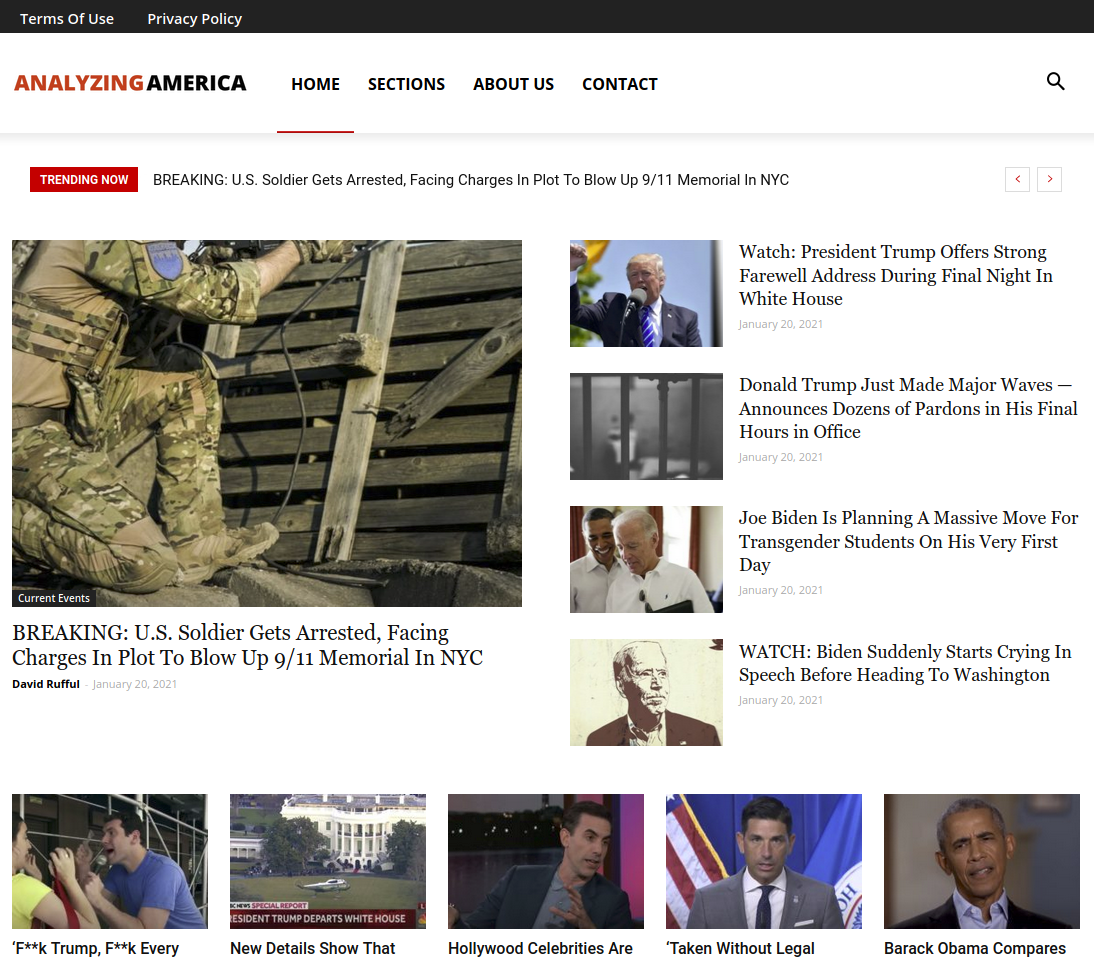 Terms Of Use Privacy Policy
ANALYZING AMERICA HOME SECTIONS ABOUT US CONTACT
TRENDING NOW BREAKING: U.S. Soldier Gets Arrested, Facing Charges In Plot To Blow Up 9/11 Memorial In NYC
Current Events
BREAKING: U.S. Soldier Gets Arrested, Facing
Charges In Plot To Blow Up 9/11 Memorial In NYC
David Rufful - January 20, 2021
Watch: President Trump Offers Strong
Farewell Address During Final Night In
White House
January 20, 2021
Donald Trump Just Made Major Waves —
Announces Dozens of Pardons in His Final
Hours in Office
January 20, 2021
Joe Biden Is Planning A Massive Move For
Transgender Students On His Very First
Day
January 20, 2021
WATCH: Biden Suddenly Starts Crying In
Speech Before Heading To Washington
January 20, 2021
NEWS SPECIAL REPORT
RESIDENT TRUMP DEPARTS WHITE HOUSE
‘F**k Trump, F**k Every
New Details Show That
Hollywood Celebrities Are
‘Taken Without Legal
Barack Obama Compares